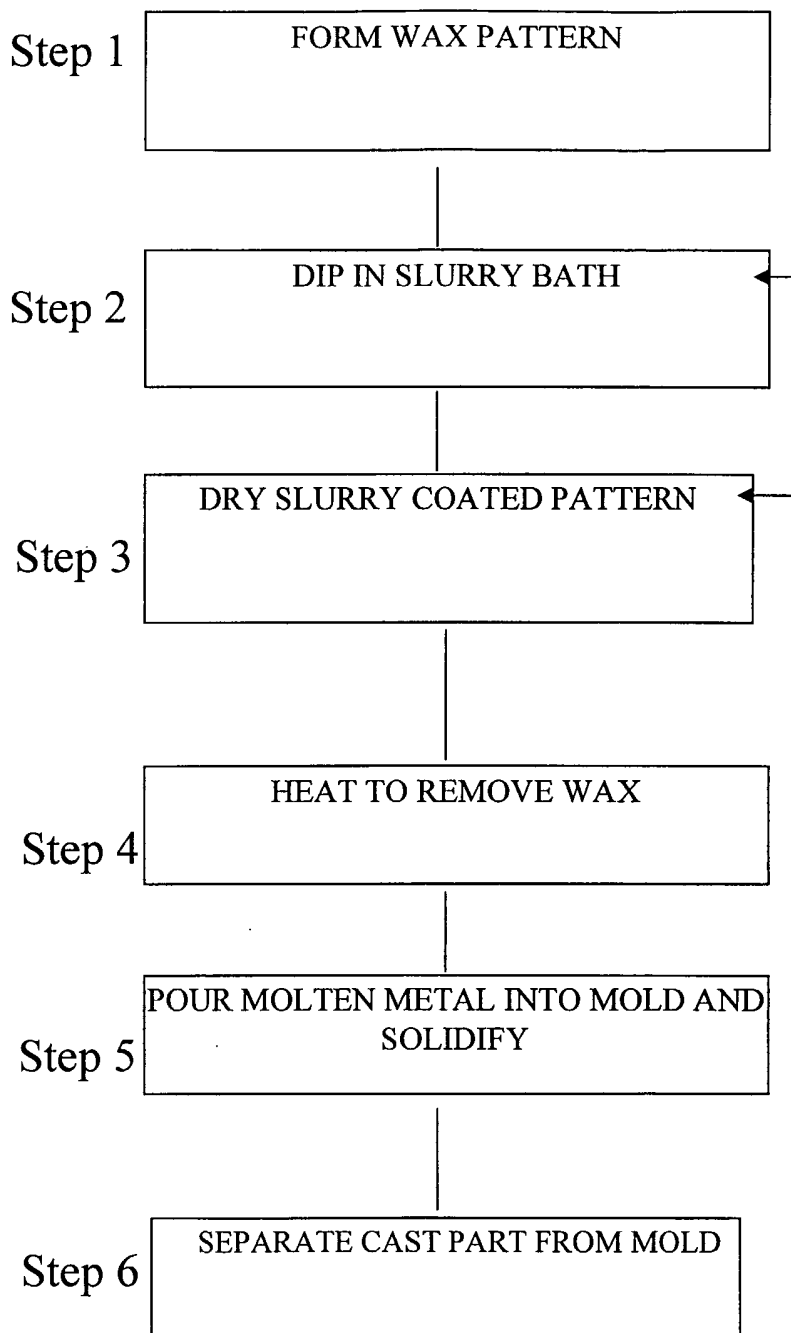 Step 1
FORM WAX PATTERN
Step 2
DIP IN SLURRY BATH
Step 3
DRY SLURRY COATED PATTERN
Step 4
HEAT TO REMOVE WAX
Step 5
POUR MOLTEN METAL INTO MOLD AND
SOLIDIFY
Step 6
SEPARATE CAST PART FROM MOLD